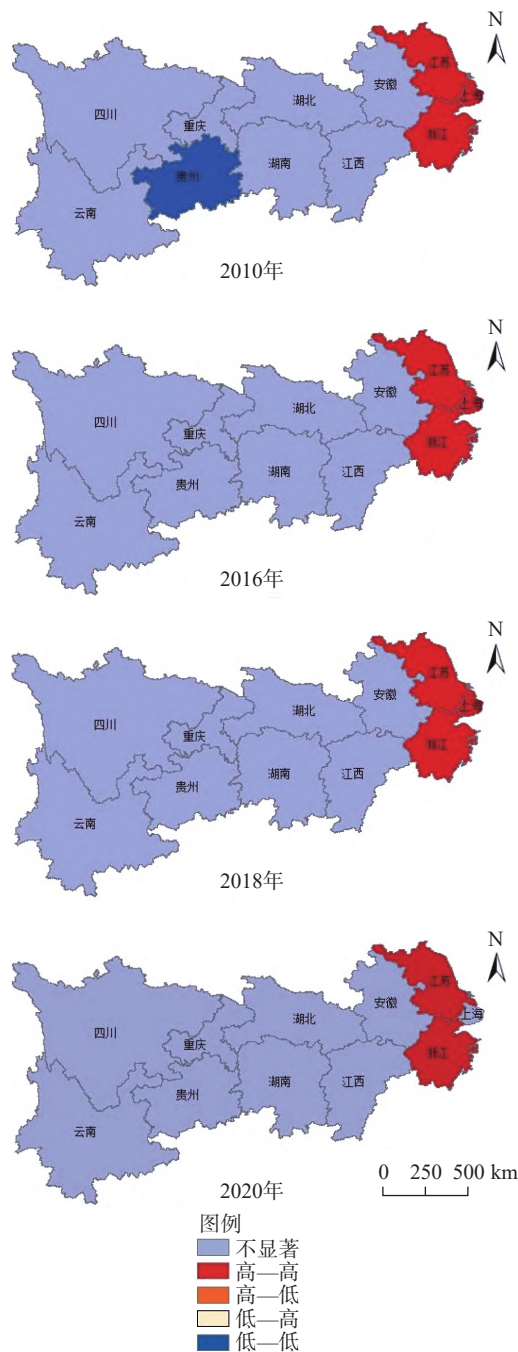 N
江苏
安徽
上海
四川
湖北
重庆
浙江
贵州
湖南
江西
云南
2010年
N
江苏
安徽
上海
四川
湖北
重庆
浙江
贵州
湖南
江西
云南
2016年
N
江苏
安徽
上海
四川
湖北
重庆
浙江
贵州
湖南
江西
云南
2018年
N
江苏
安徽
上海
四川
湖北
重庆
浙江
贵州
湖南
江西
云南
0 250 500 km
2020年
图例
不显著
高—高
高—低
低—高
低—低